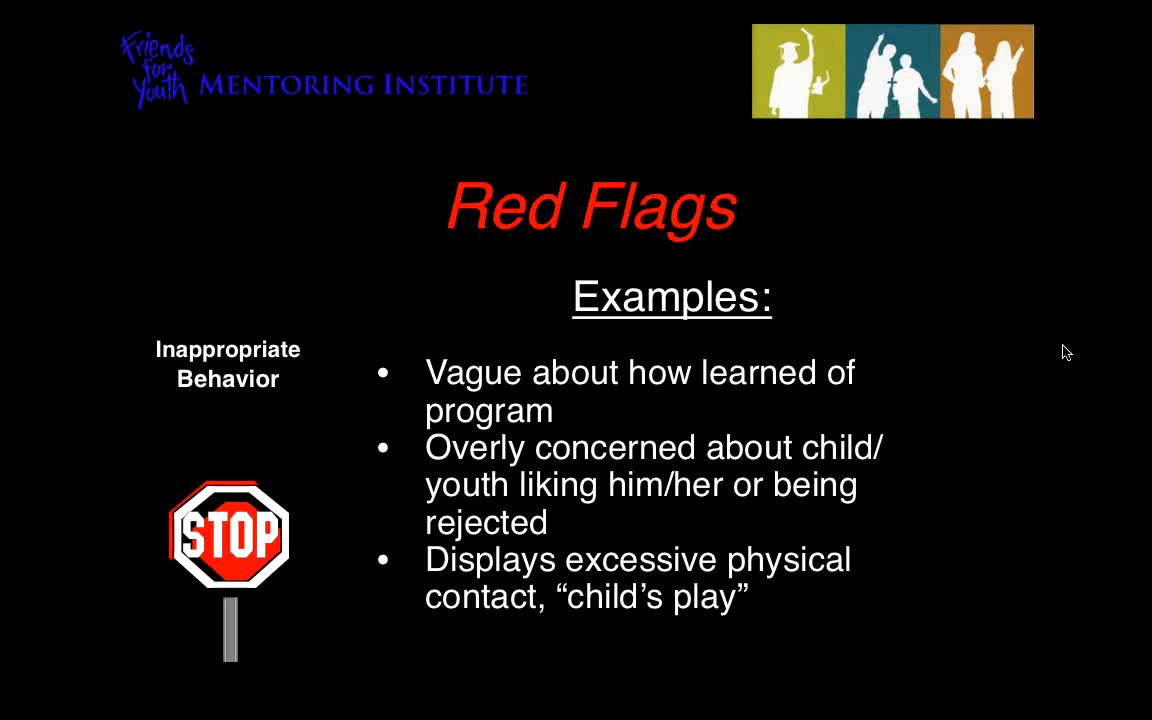 Friends
for
Youth MENTORING INSTITUTE
Red Flags
Examples:
Inappropriate
Behavior
• Vague about how learned of
program
• Overly concerned about child/
youth liking him/her or being
rejected
• Displays excessive physical
contact, “child’s play”
STOP